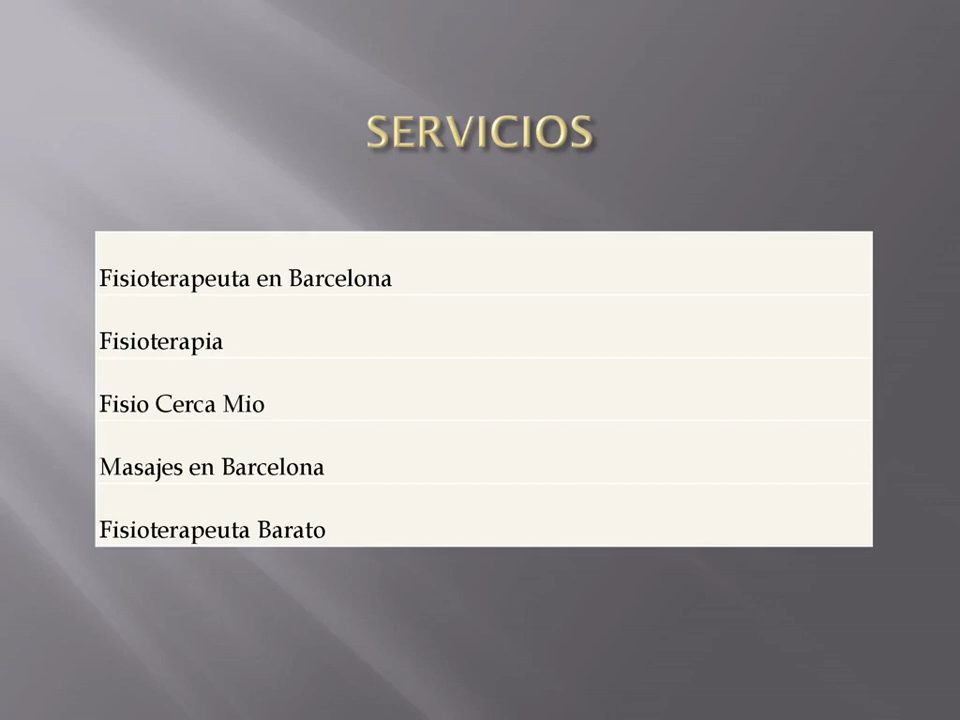 SERVICIOS
Fisioterapeuta en Barcelona
Fisioterapia
Fisio Cerca Mio
Masajes en Barcelona
Fisioterapeuta Barato